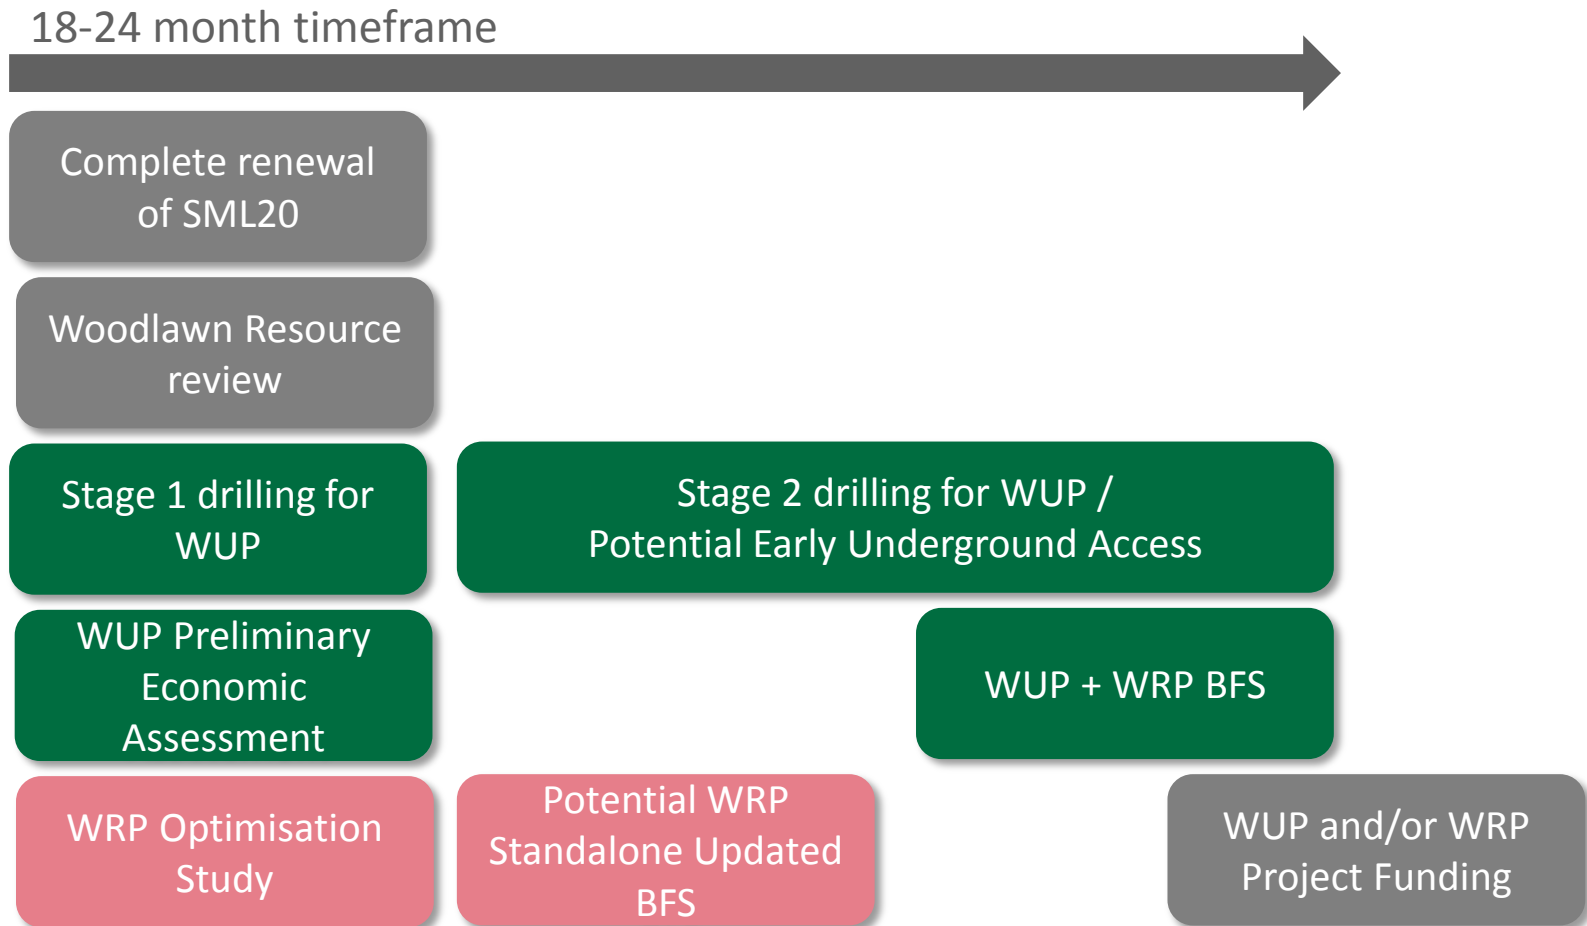 18-24 month timeframe
Complete renewal
of SML20
Woodlawn Resource
review
Stage 1 drilling for
WUP
Stage 2 drilling for WUP /
Potential Early Underground Access
WUP Preliminary
Economic
Assessment
WUP + WRP BFS
WRP Optimisation
Study
Potential WRP
Standalone Updated
BFS
WUP and/or WRP
Project Funding